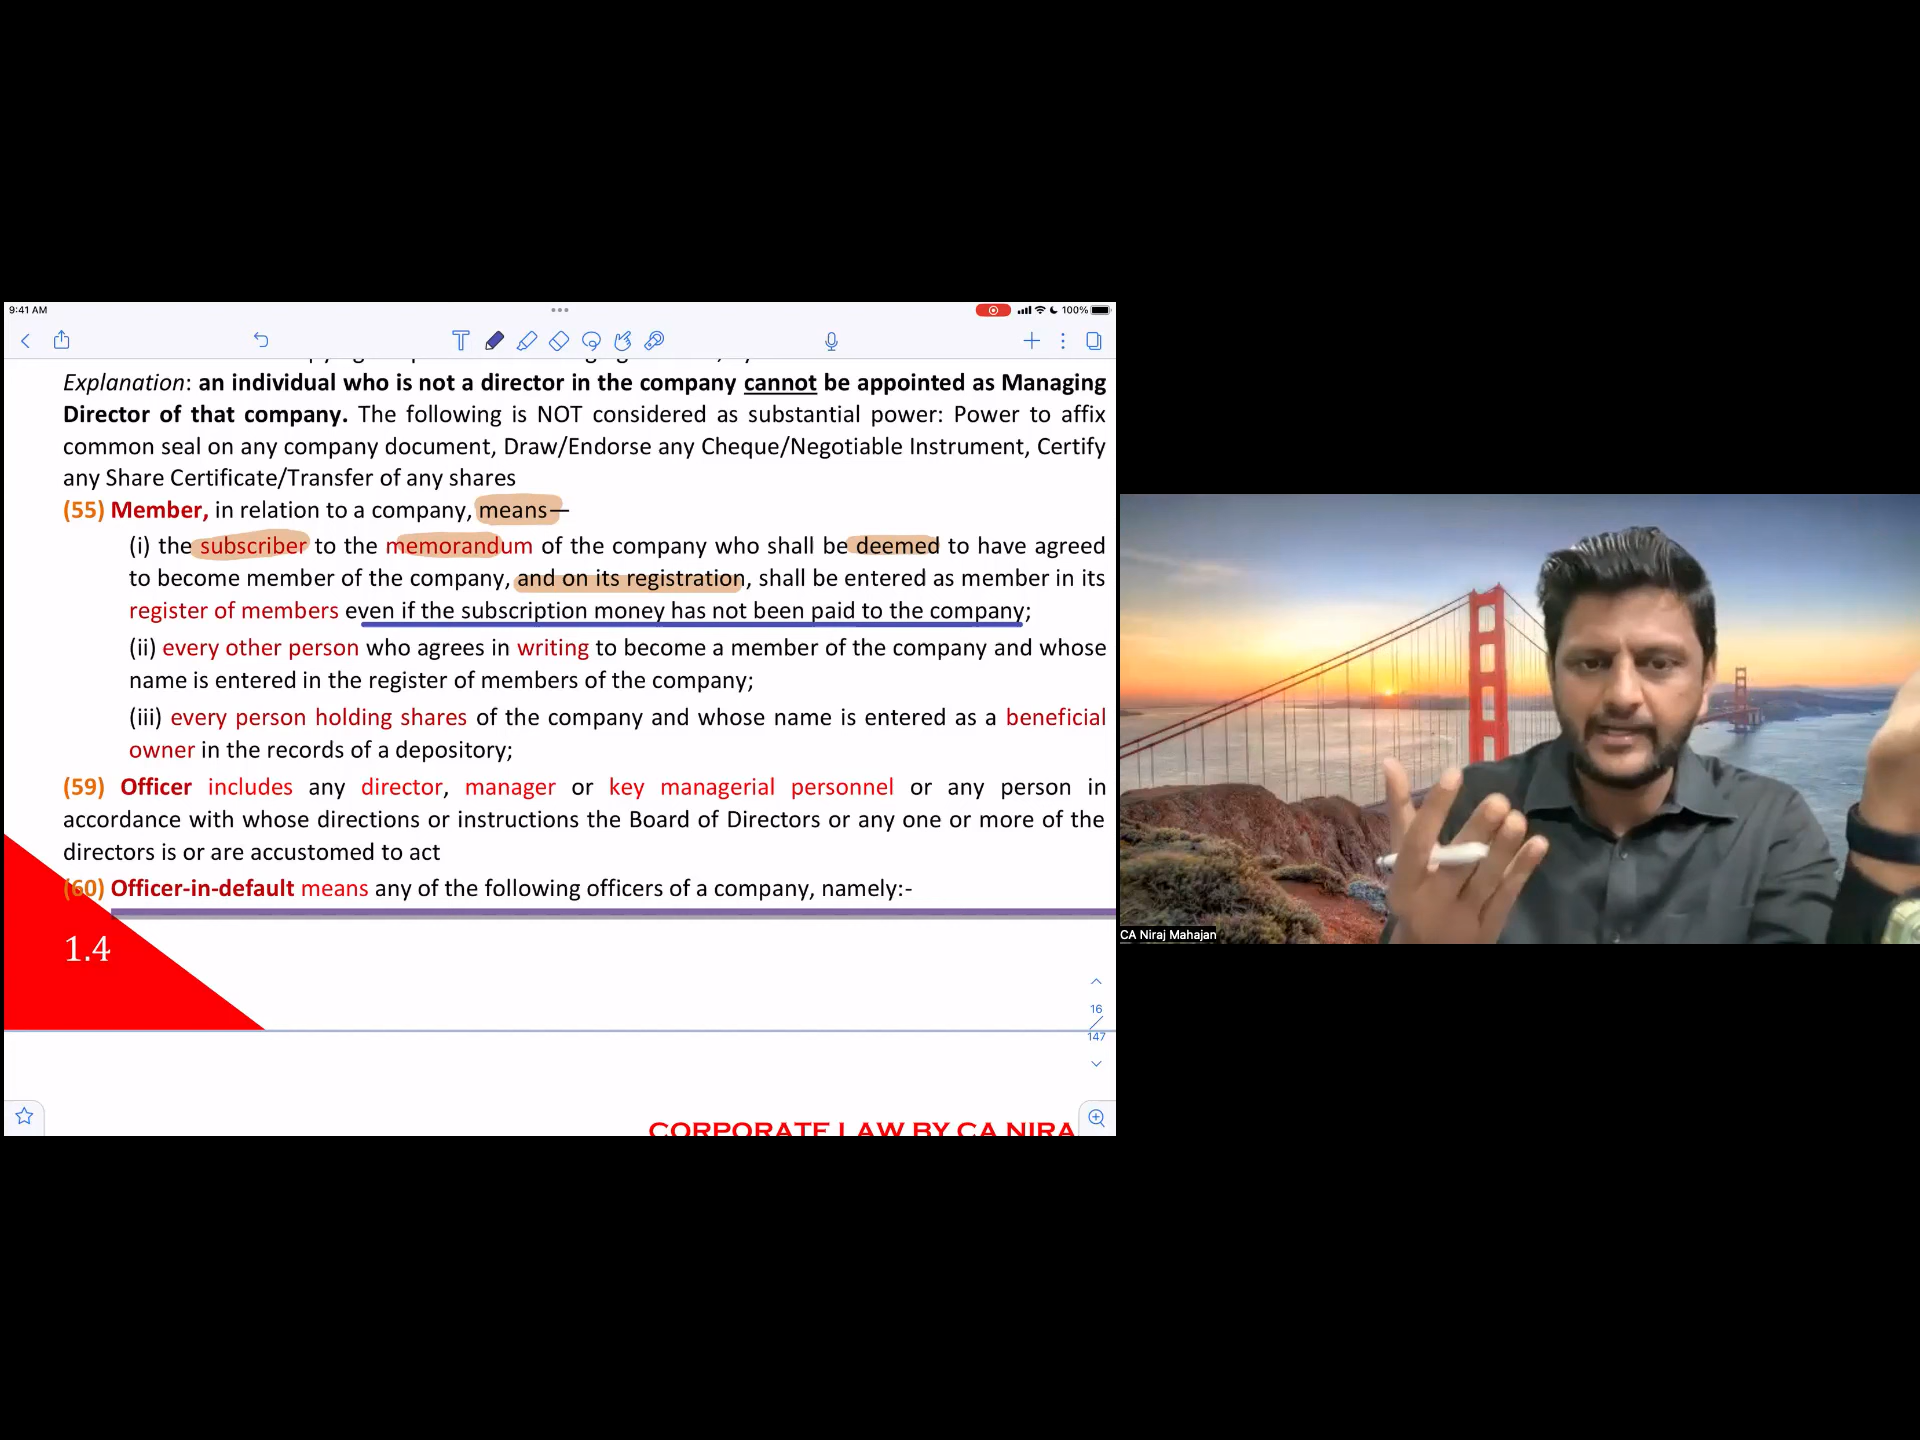 9:41 AM
100%
Explanation: an individual who is not a director in the company cannot be appointed as Managing
Director of that company. The following is NOT considered as substantial power: Power to affix
common seal on any company document, Draw/Endorse any Cheque/Negotiable Instrument, Certify
any Share Certificate/Transfer of any shares
(55) Member, in relation to a company, means—
(i) the subscriber to the memorandum of the company who shall be deemed to have agreed
to become member of the company, and on its registration, shall be entered as member in its
register of members even if the subscription money has not been paid to the company;
(ii) every other person who agrees in writing to become a member of the company and whose
name is entered in the register of members of the company;
(iii) every person holding shares of the company and whose name is entered as a beneficial
owner in the records of a depository;
(59) Officer includes any director, manager or key managerial personnel or any person in
accordance with whose directions or instructions the Board of Directors or any one or more of the
directors is or are accustomed to act
(60) Officer-in-default means any of the following officers of a company, namely:-
1.4
16
147
CORPORATE LAW BY CA NIRA
CA Niraj Mahajan